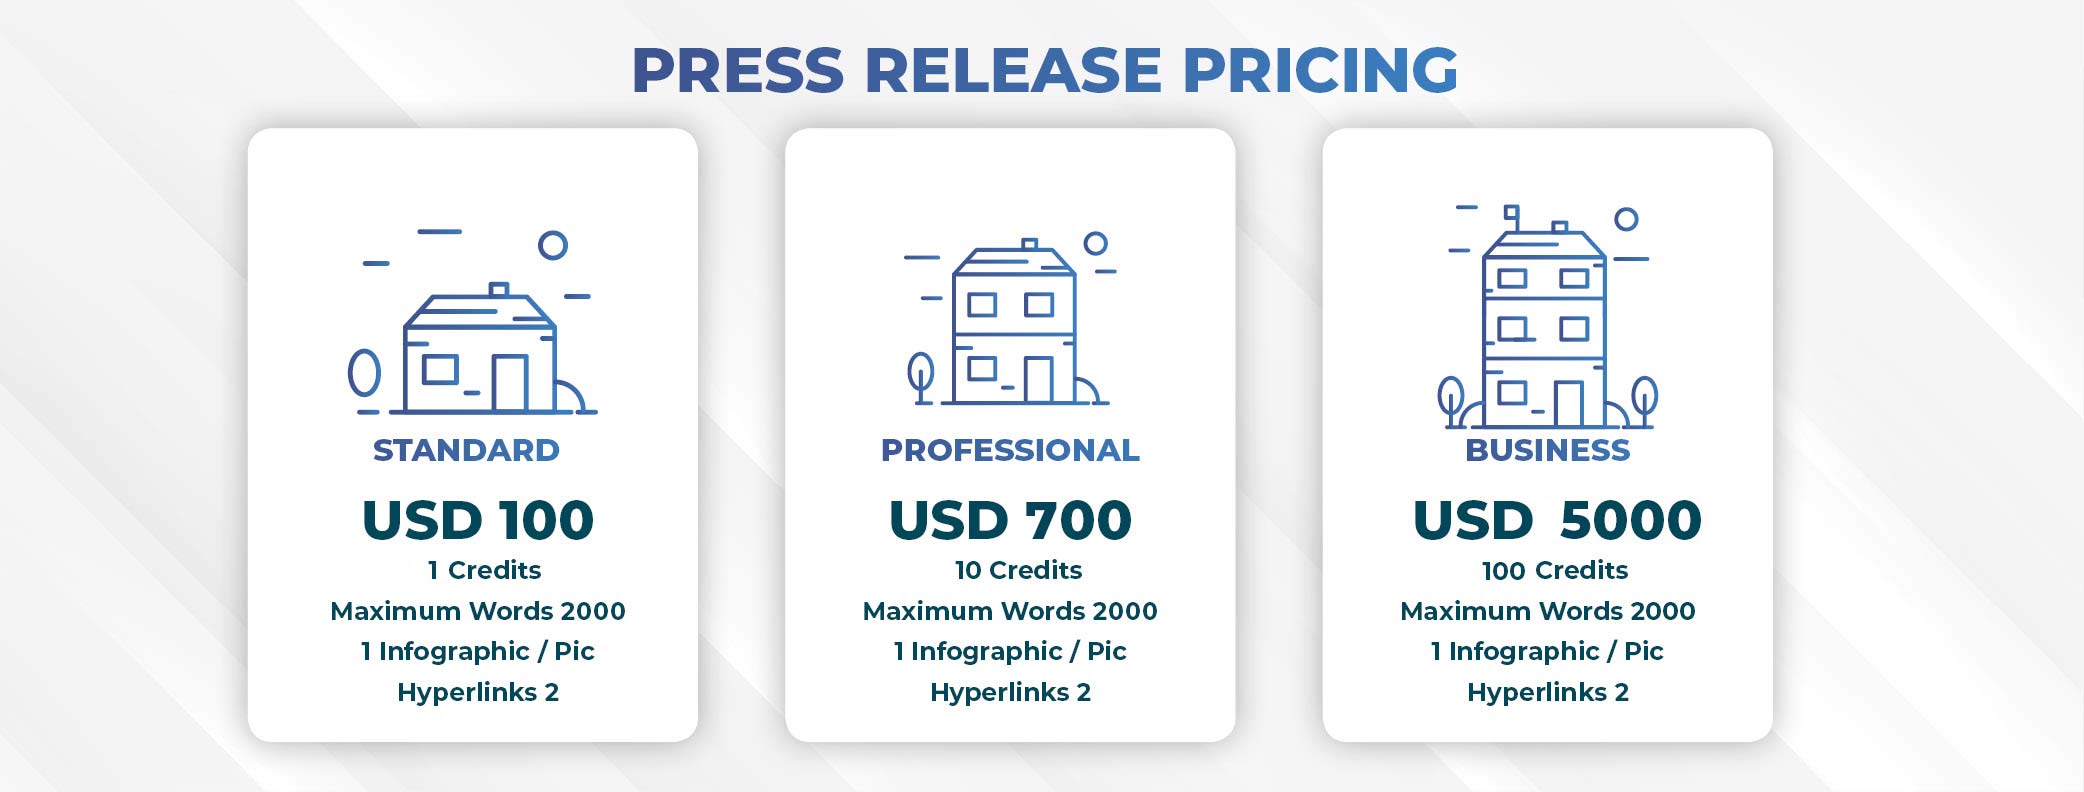 PRESS RELEASE PRICING
STANDARD
USD 100
1 Credits
Maximum Words 2000
1 Infographic / Pic
Hyperlinks 2
PROFESSIONAL
USD 700
10 Credits
Maximum Words 2000
1 Infographic / Pic
Hyperlinks 2
BUSINESS
USD 5000
100 Credits
Maximum Words 2000
1 Infographic / Pic
Hyperlinks 2